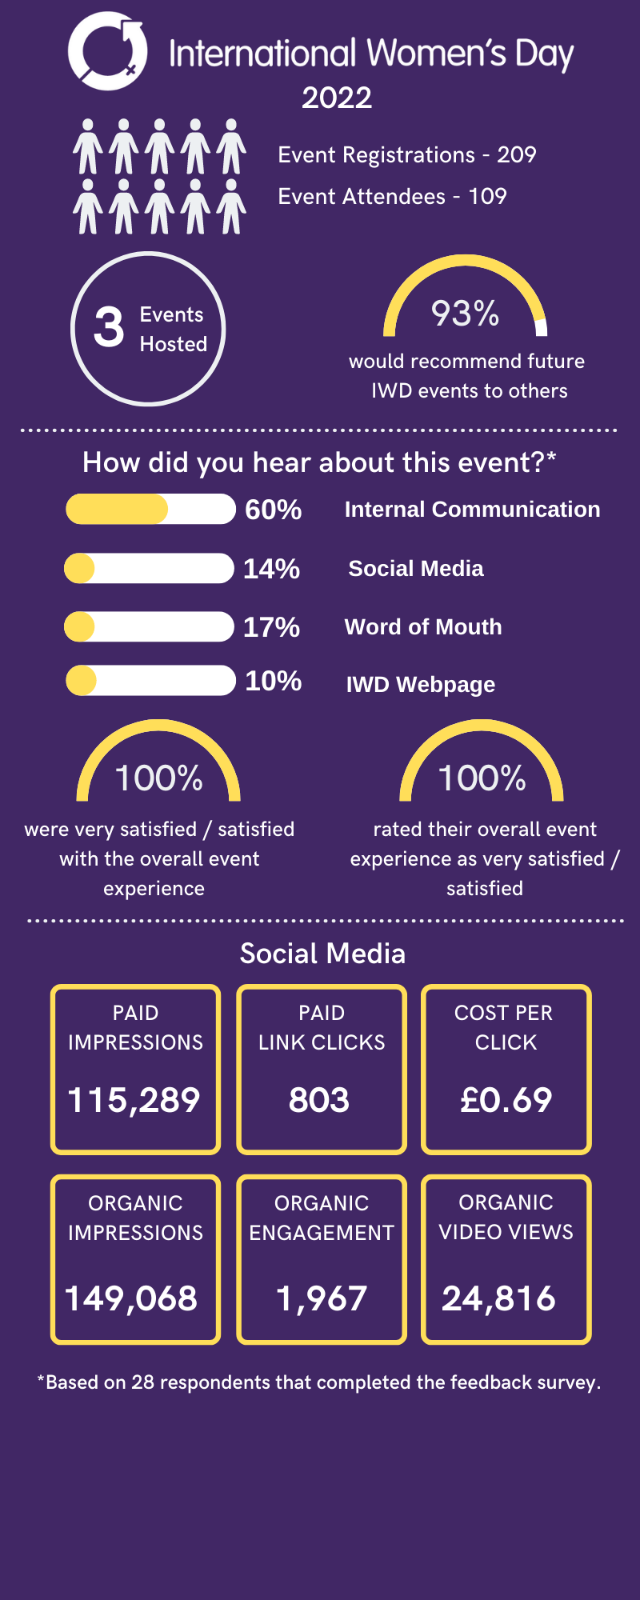 International Women's Day
2022
Event Registrations - 209
Event Attendees - 109
3 Events
Hosted
93%
would recommend future
IWD events to others
How did you hear about this event?*
60% Internal Communication
14% Social Media
17% Word of Mouth
10% IWD Webpage
100%
were very satisfied / satisfied
with the overall event
experience
100%
rated their overall event
experience as very satisfied /
satisfied
Social Media
PAID
IMPRESSIONS
115,289
PAID
LINK CLICKS
803
COST PER
CLICK
£0.69
ORGANIC
IMPRESSIONS
149,068
ORGANIC
ENGAGEMENT
1,967
ORGANIC
VIDEO VIEWS
24,816
*Based on 28 respondents that completed the feedback survey.